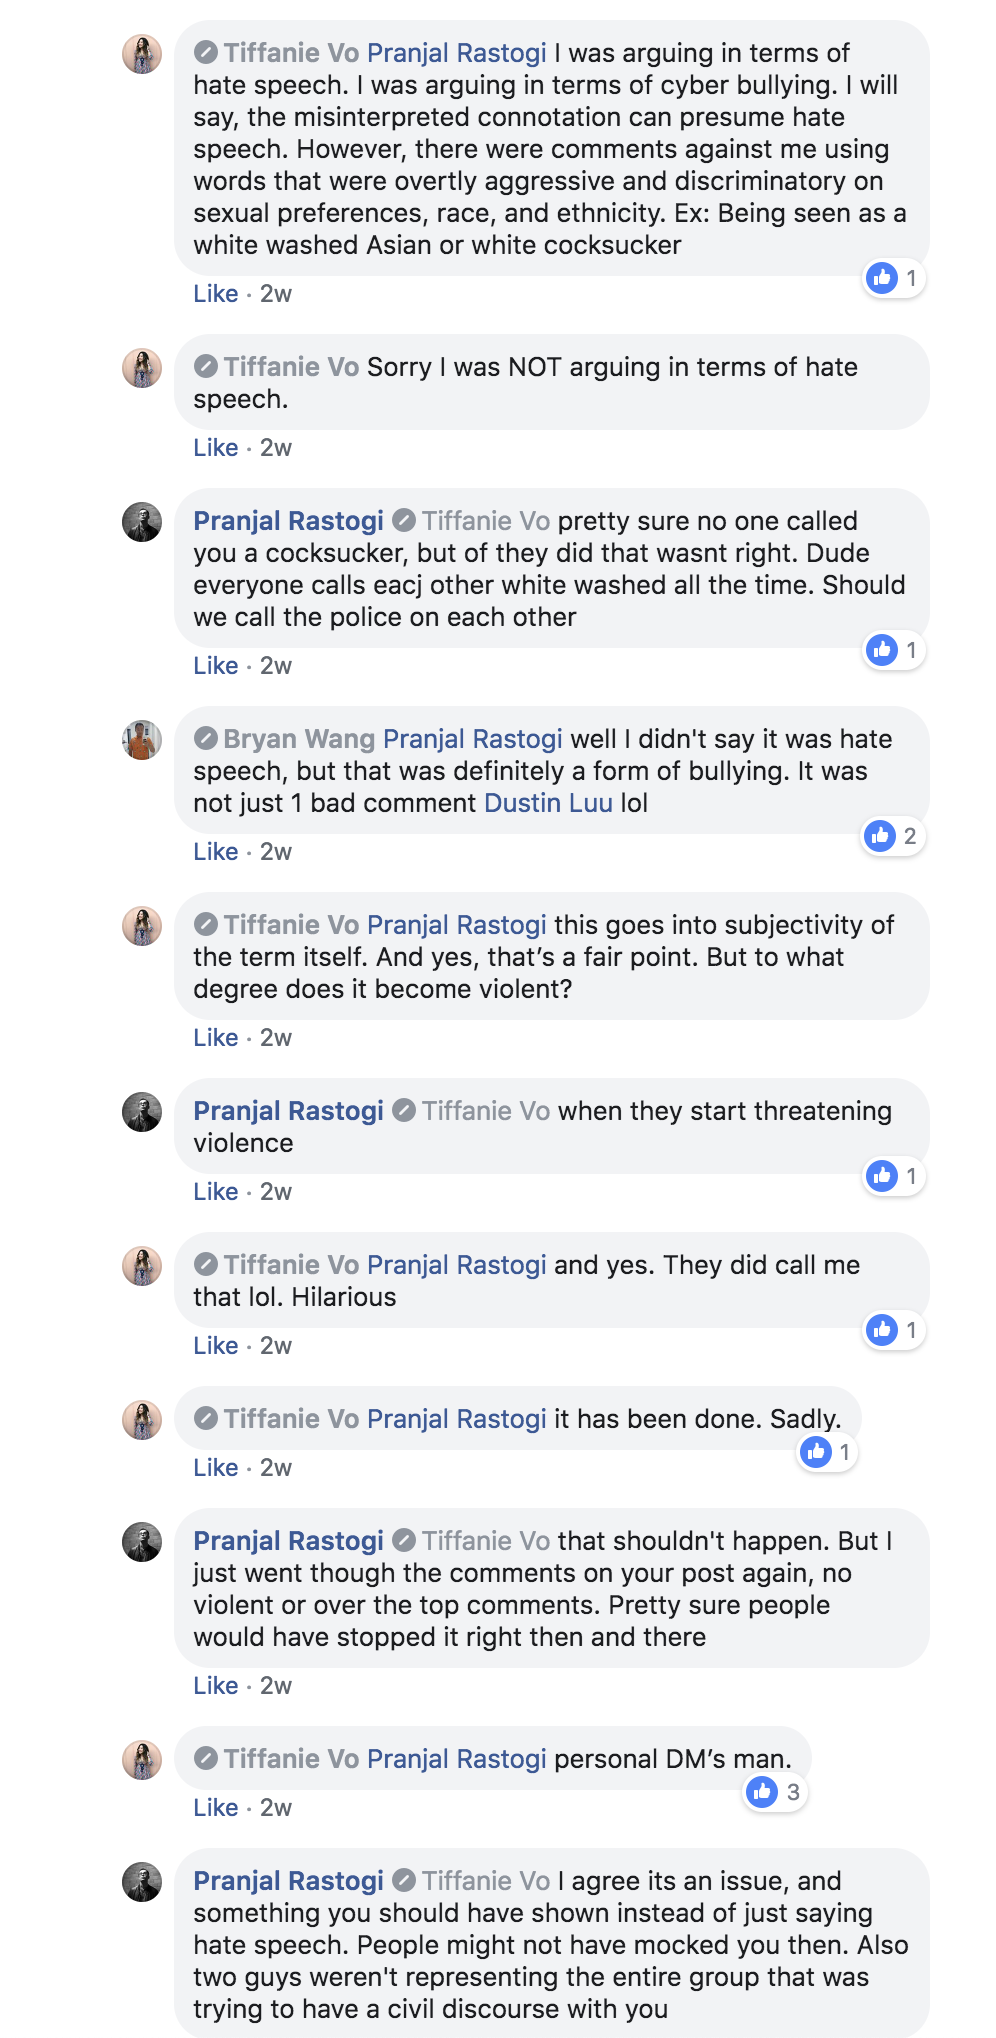 Tiffanie Vo Pranjal Rastogi I was arguing in terms of
hate speech. I was arguing in terms of cyber bullying. I will
say, the misinterpreted connotation can presume hate
speech. However, there were comments against me using
words that were overtly aggressive and discriminatory on
sexual preferences, race, and ethnicity. Ex: Being seen as a
white washed Asian or white cocksucker
1
Like · 2w
Tiffanie Vo Sorry I was NOT arguing in terms of hate
speech.
Like · 2w
Pranjal Rastogi Tiffanie Vo pretty sure no one called
you a cocksucker, but of they did that wasnt right. Dude
everyone calls eacj other white washed all the time. Should
we call the police on each other
1
Like · 2w
Bryan Wang Pranjal Rastogi well I didn't say it was hate
speech, but that was definitely a form of bullying. It was
not just 1 bad comment Dustin Luu lol
2
Like · 2w
Tiffanie Vo Pranjal Rastogi this goes into subjectivity of
the term itself. And yes, that’s a fair point. But to what
degree does it become violent?
Like · 2w
Pranjal Rastogi Tiffanie Vo when they start threatening
violence
1
Like · 2w
Tiffanie Vo Pranjal Rastogi and yes. They did call me
that lol. Hilarious
1
Like · 2w
Tiffanie Vo Pranjal Rastogi it has been done. Sadly.
1
Like · 2w
Pranjal Rastogi Tiffanie Vo that shouldn't happen. But I
just went though the comments on your post again, no
violent or over the top comments. Pretty sure people
would have stopped it right then and there
Like · 2w
Tiffanie Vo Pranjal Rastogi personal DM’s man.
3
Like · 2w
Pranjal Rastogi Tiffanie Vo I agree its an issue, and
something you should have shown instead of just saying
hate speech. People might not have mocked you then. Also
two guys weren't representing the entire group that was
trying to have a civil discourse with you